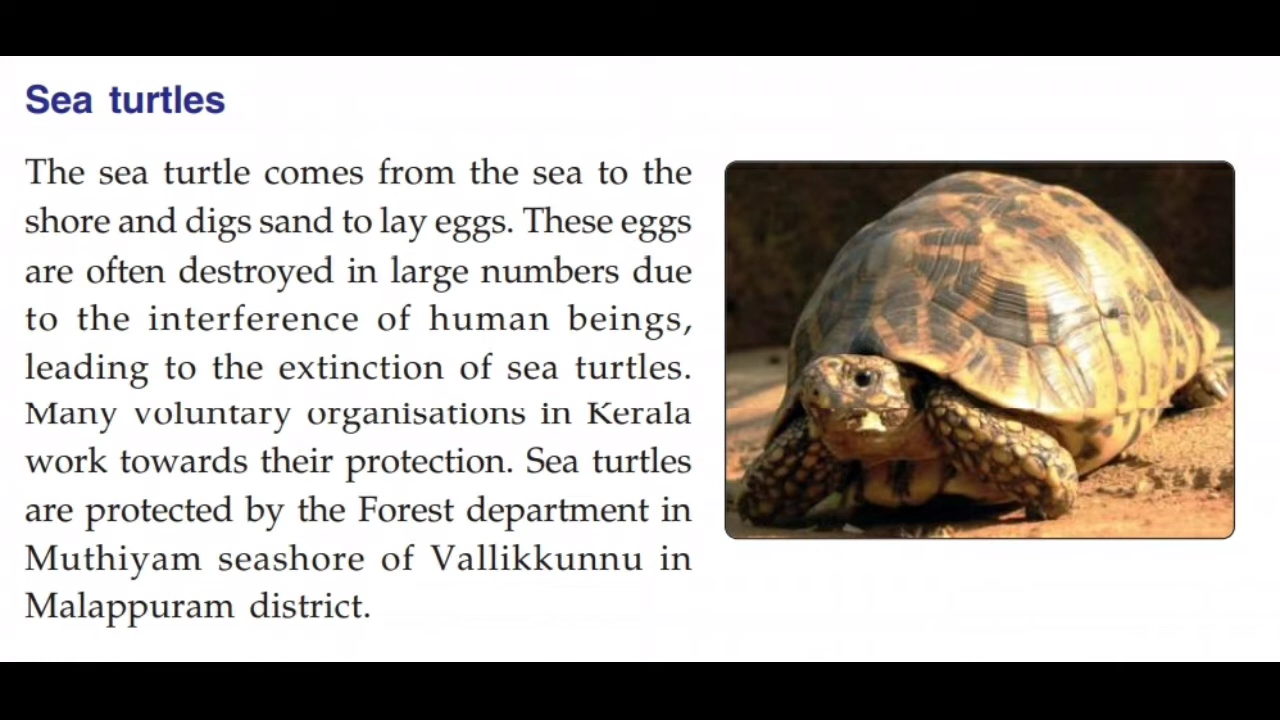 Sea turtles
The sea turtle comes from the sea to the
shore and digs sand to lay eggs. These eggs
are often destroyed in large numbers due
to the interference of human beings,
leading to the extinction of sea turtles.
Many voluntary organisations in Kerala
work towards their protection. Sea turtles
are protected by the Forest department in
Muthiyam seashore of Vallikkunnu in
Malappuram district.